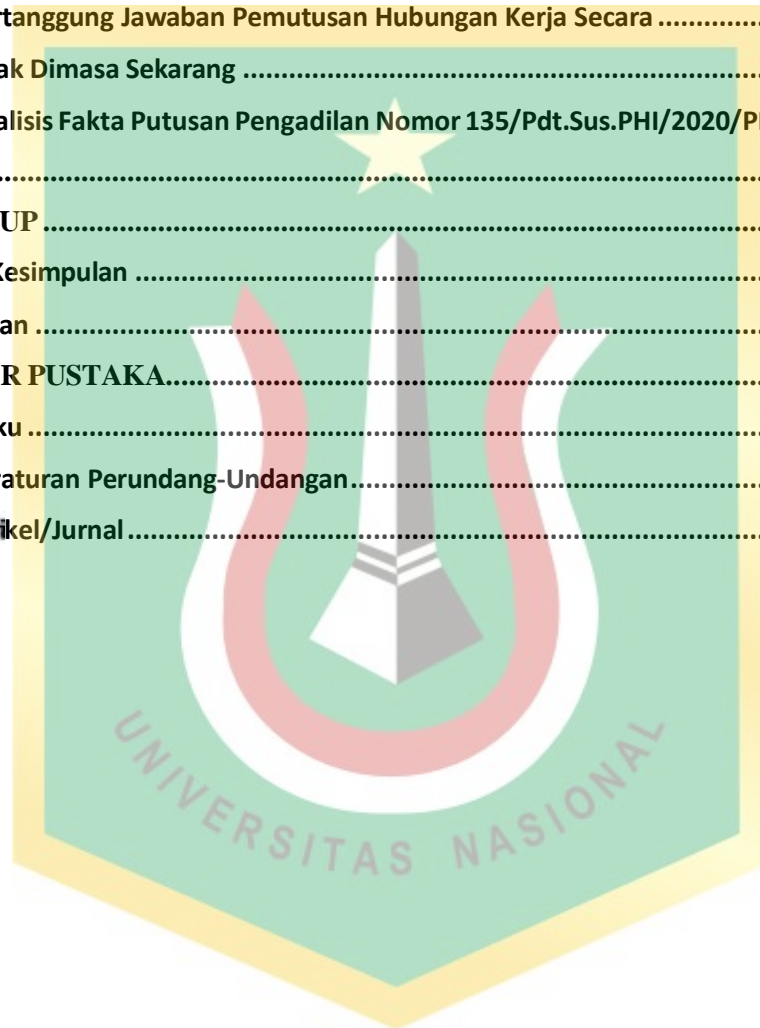 rtanggung Jawaban Pemutusan Hubungan Kerja Secara ...............
ak Dimasa Sekarang ...............................................................................
alisis Fakta Putusan Pengadilan Nomor 135/Pdt.Sus.PHI/2020/P
................................................................................................................
UP ...........................................................................................................
Kesimpulan .............................................................................................
an .............................................................................................................
R PUSTAKA.........................................................................................
ku ..............................................................................................................
raturan Perundang-Undangan .............................................................
ikel/Jurnal ................................................................................................
UNIVERSITAS NASIONAL